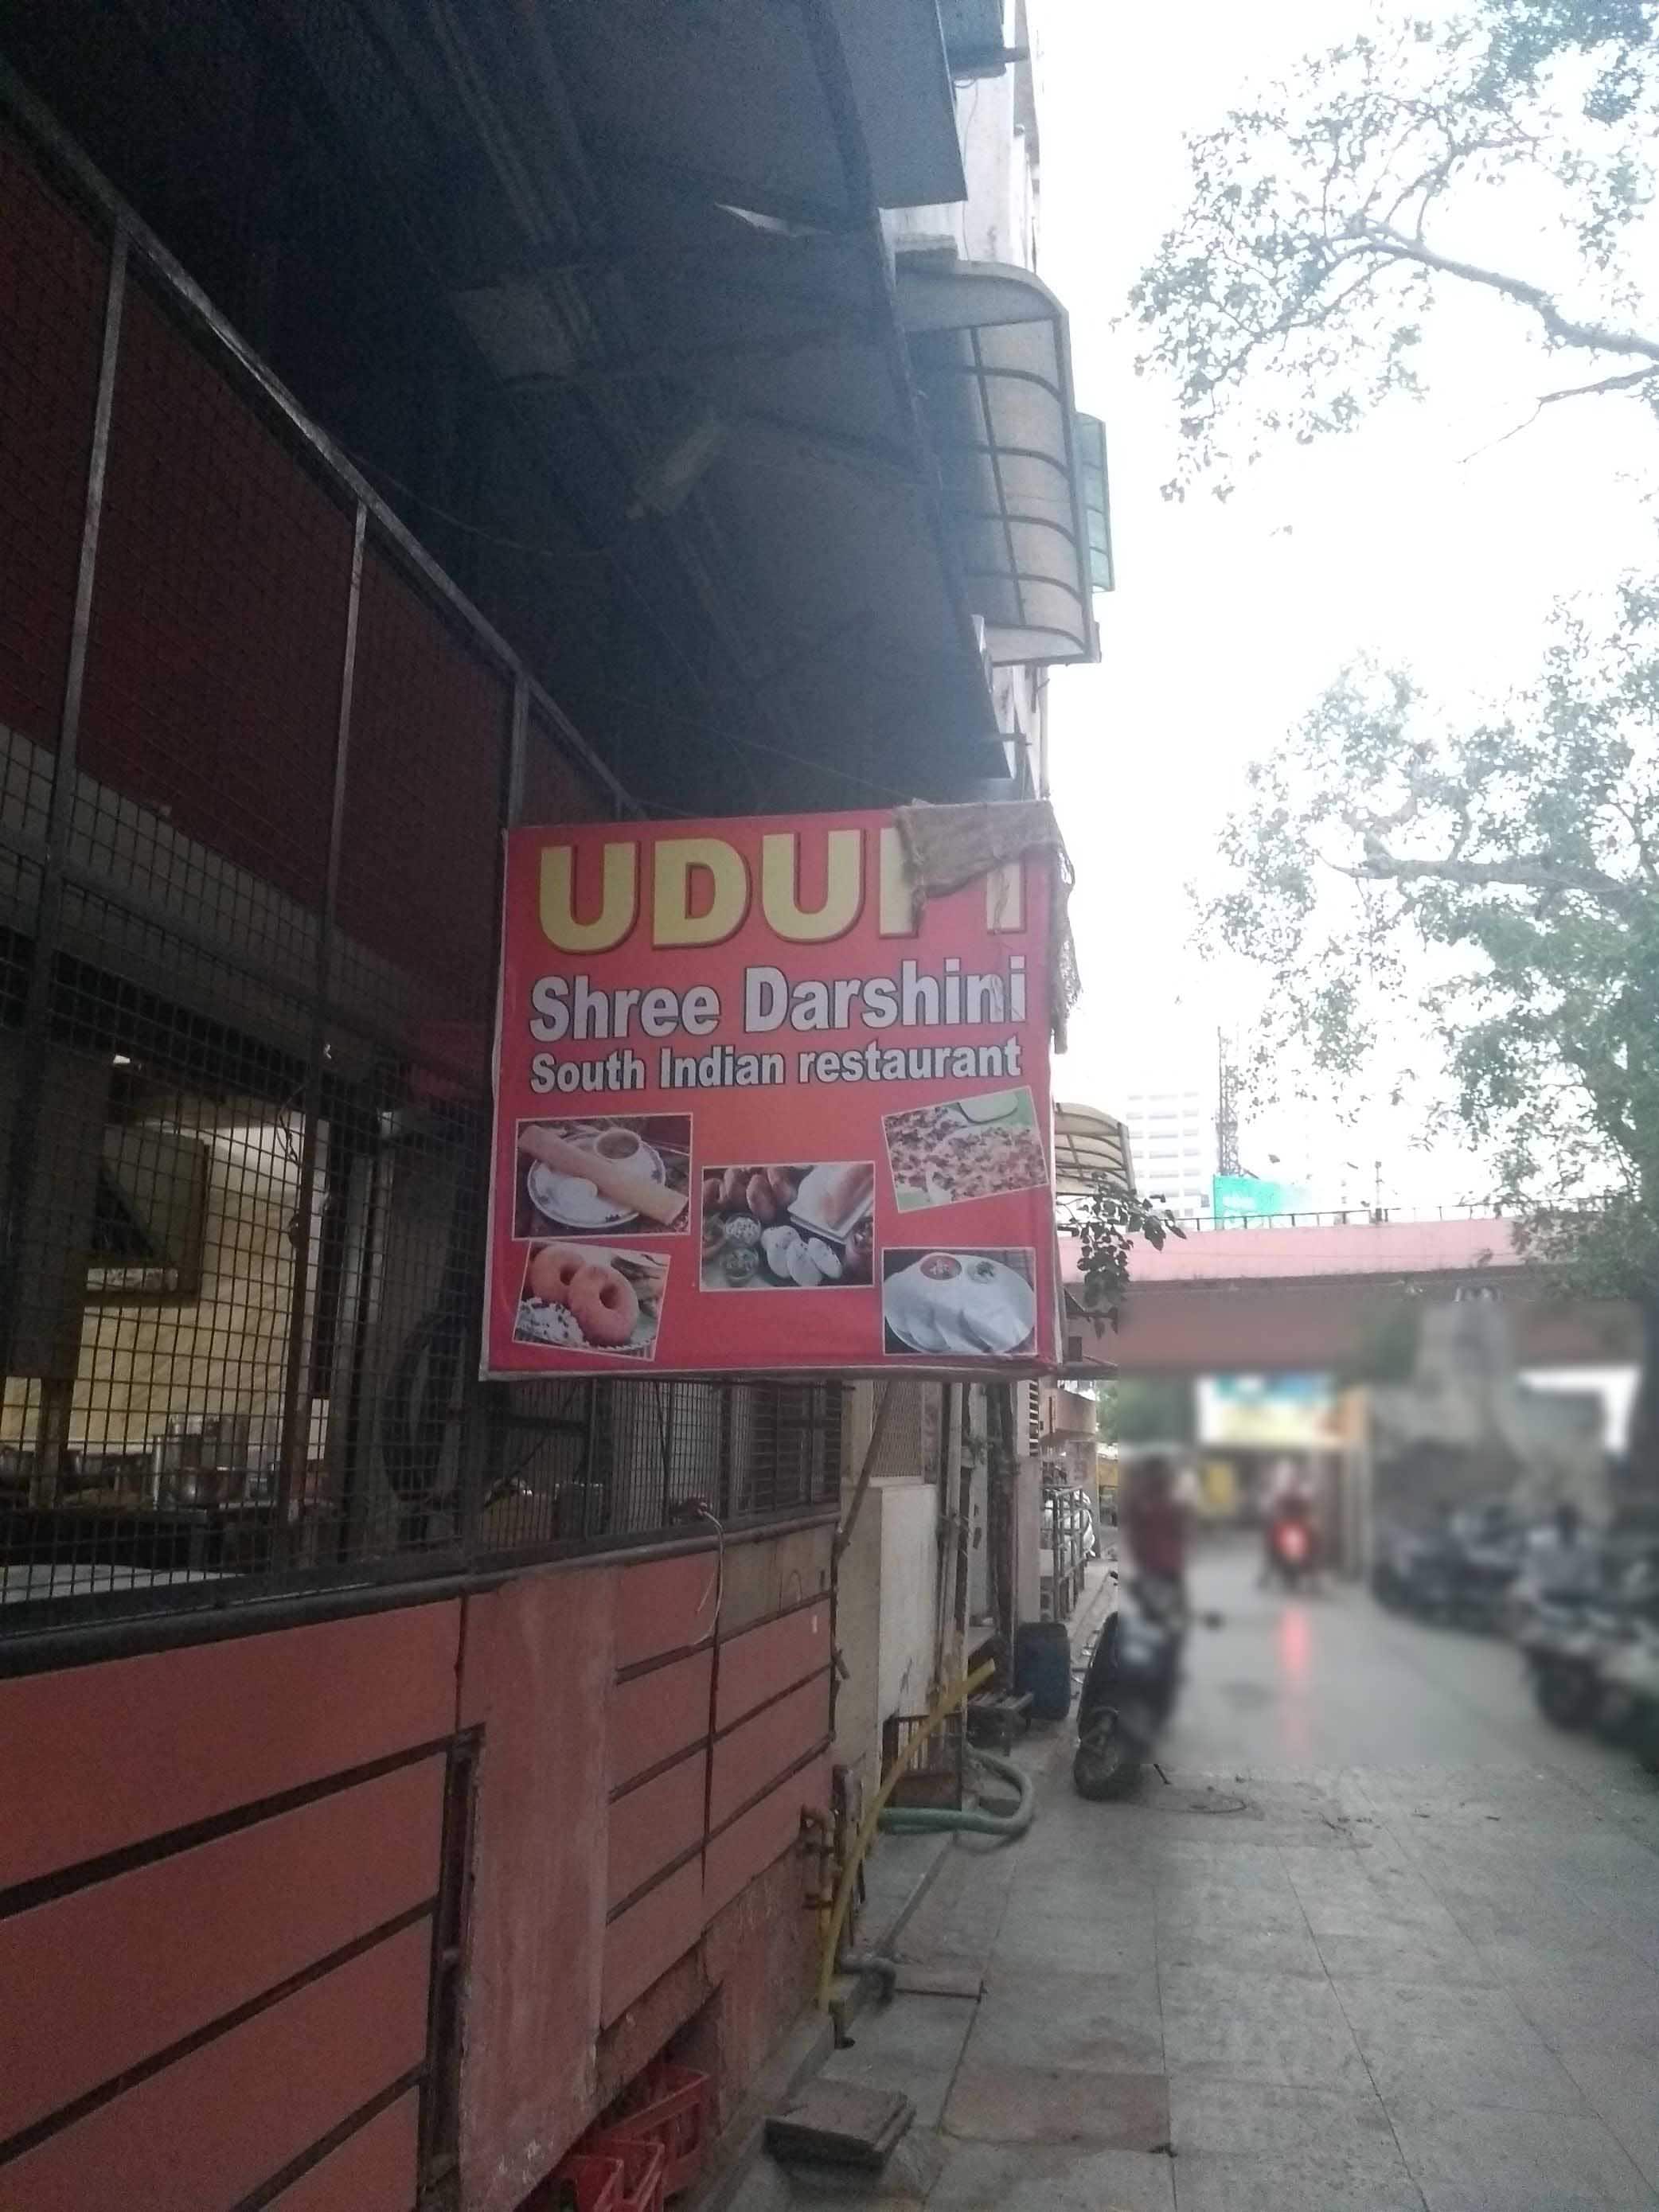 UDUPI
Shree Darshini
South Indian restaurant